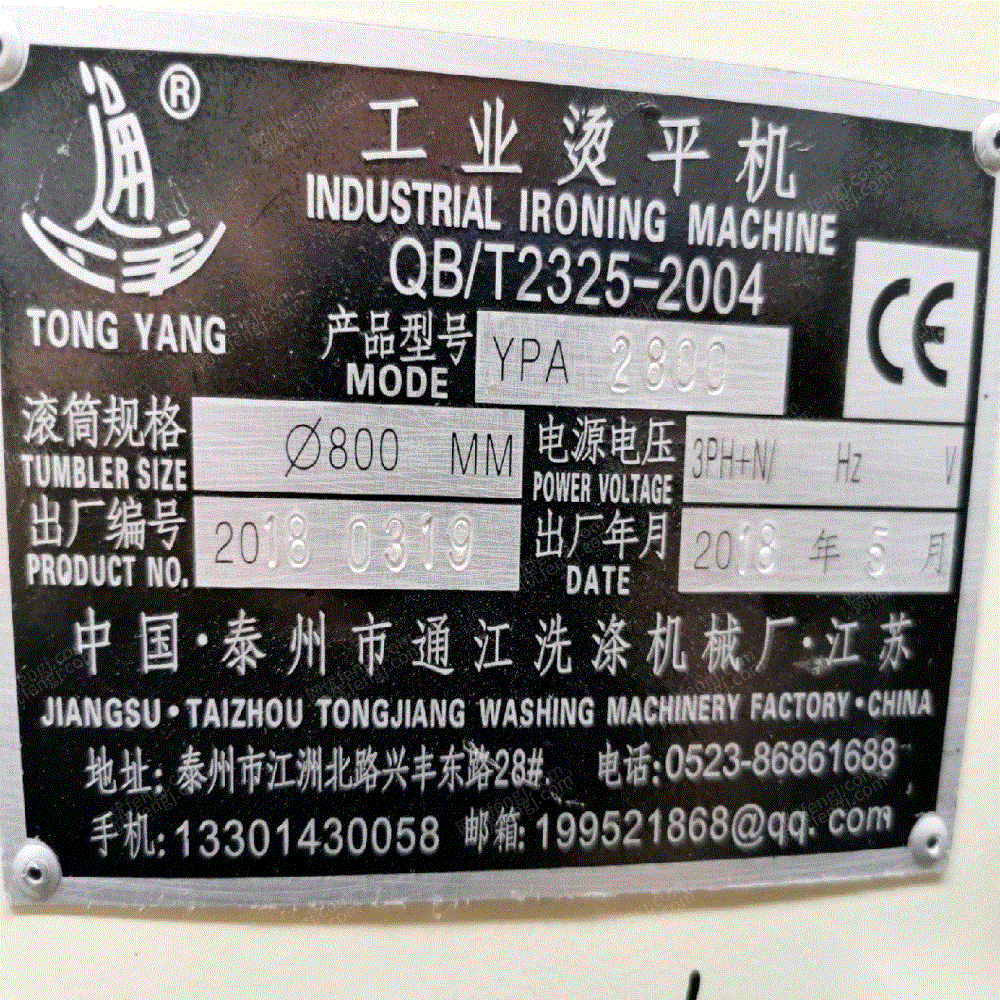 ®
工业烫平机
INDUSTRIAL IRONING MACHINE
QB/T2325-2004
TONG YANG
产品型号 YPA 2800
MODE
CE
滚筒规格 Ø800 MM
TUMBLER SIZE
电源电压 3PH+N/ Hz V
POWER VOLTAGE
出厂编号 2018 0319
PRODUCT NO.
出厂年月 2018 年 5 月
DATE
中国·泰州市通江洗涤机械厂·江苏
JIANGSU·TAIZHOU TONGJIANG WASHING MACHINERY FACTORY·CHINA
地址:泰州市江洲北路兴丰东路28#. 电话:0523-86861688
手机:13301430058 邮箱:199521868@qq.com